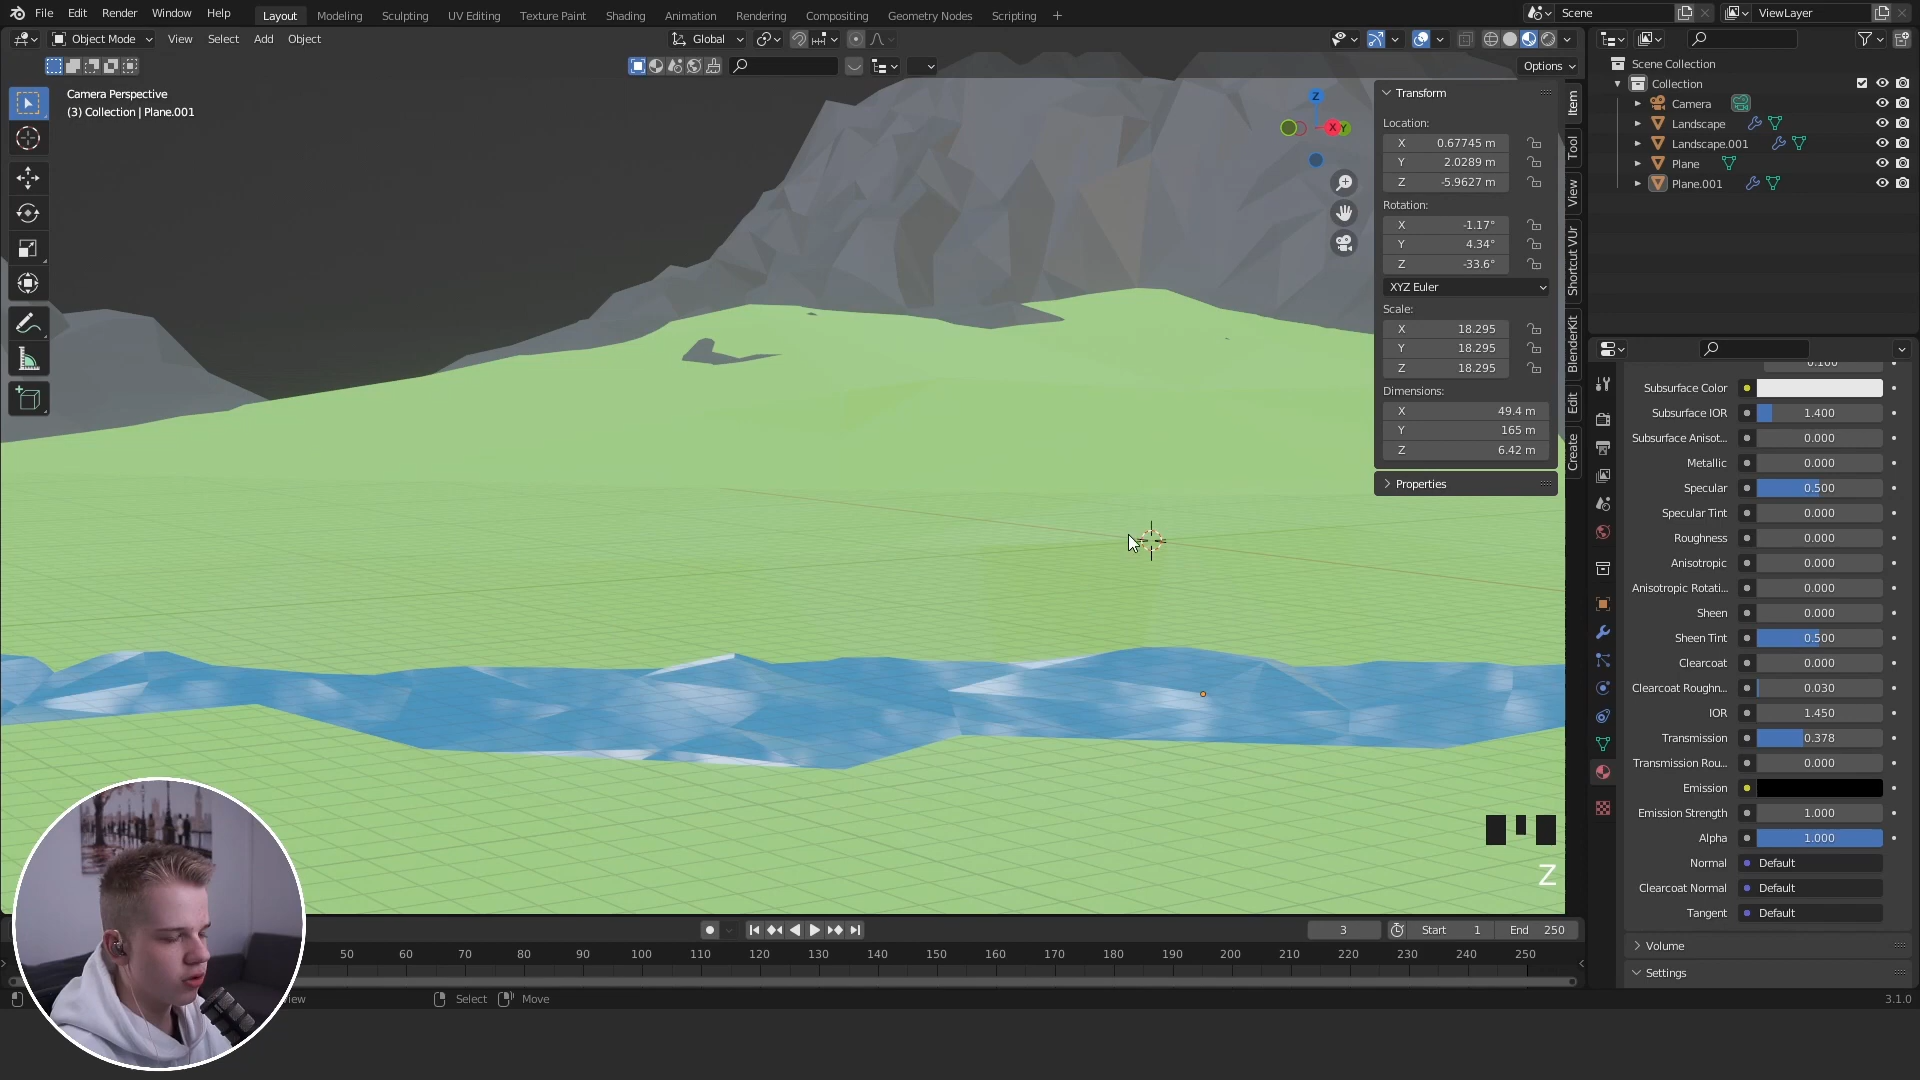 File Edit Render Window Help Layout Modeling Sculpting UV Editing Texture Paint Shading Animation Rendering Compositing Geometry Nodes Scripting + Scene ViewLayer
Object Mode View Select Add Object Global
Options
Camera Perspective
(3) Collection | Plane.001
Transform
Location:
X 0.67745 m
Y 2.0289 m
Z -5.9627 m
Rotation:
X -1.17°
Y 4.34°
Z -33.6°
XYZ Euler
Scale:
X 18.295
Y 18.295
Z 18.295
Dimensions:
X 49.4 m
Y 165 m
Z 6.42 m
Properties
Item
Tool
View
Shortcut VUr
BlenderKit
Edit
Create
Z
X
Y
Scene Collection
Collection
Camera
Landscape
Landscape.001
Plane
Plane.001
0.100
Subsurface Color
Subsurface IOR 1.400
Subsurface Anisot... 0.000
Metallic 0.000
Specular 0.500
Specular Tint 0.000
Roughness 0.000
Anisotropic 0.000
Anisotropic Rotati... 0.000
Sheen 0.000
Sheen Tint 0.500
Clearcoat 0.000
Clearcoat Roughn... 0.030
IOR 1.450
Transmission 0.378
Transmission Rou... 0.000
Emission
Emission Strength 1.000
Alpha 1.000
Normal Default
Clearcoat Normal Default
Tangent Default
Volume
Settings
Z
3 Start 1 End 250
50 60 70 80 90 100 110 120 130 140 150 160 170 180 190 200 210 220 230 240 250
Select Move
3.1.0